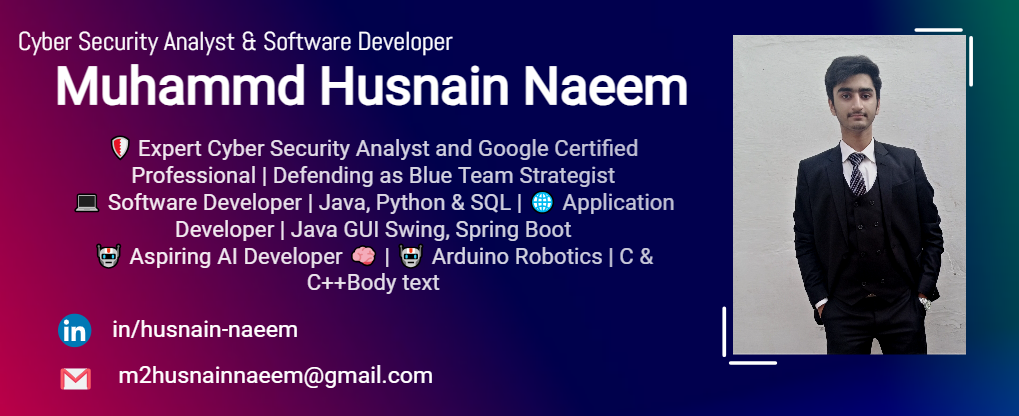 Cyber Security Analyst & Software Developer
Muhammd Husnain Naeem
Expert Cyber Security Analyst and Google Certified
Professional | Defending as Blue Team Strategist
Software Developer | Java, Python & SQL | Application
Developer | Java GUI Swing, Spring Boot
Aspiring AI Developer | Arduino Robotics | C &
C++Body text
in in/husnain-naeem
m2husnainnaeem@gmail.com